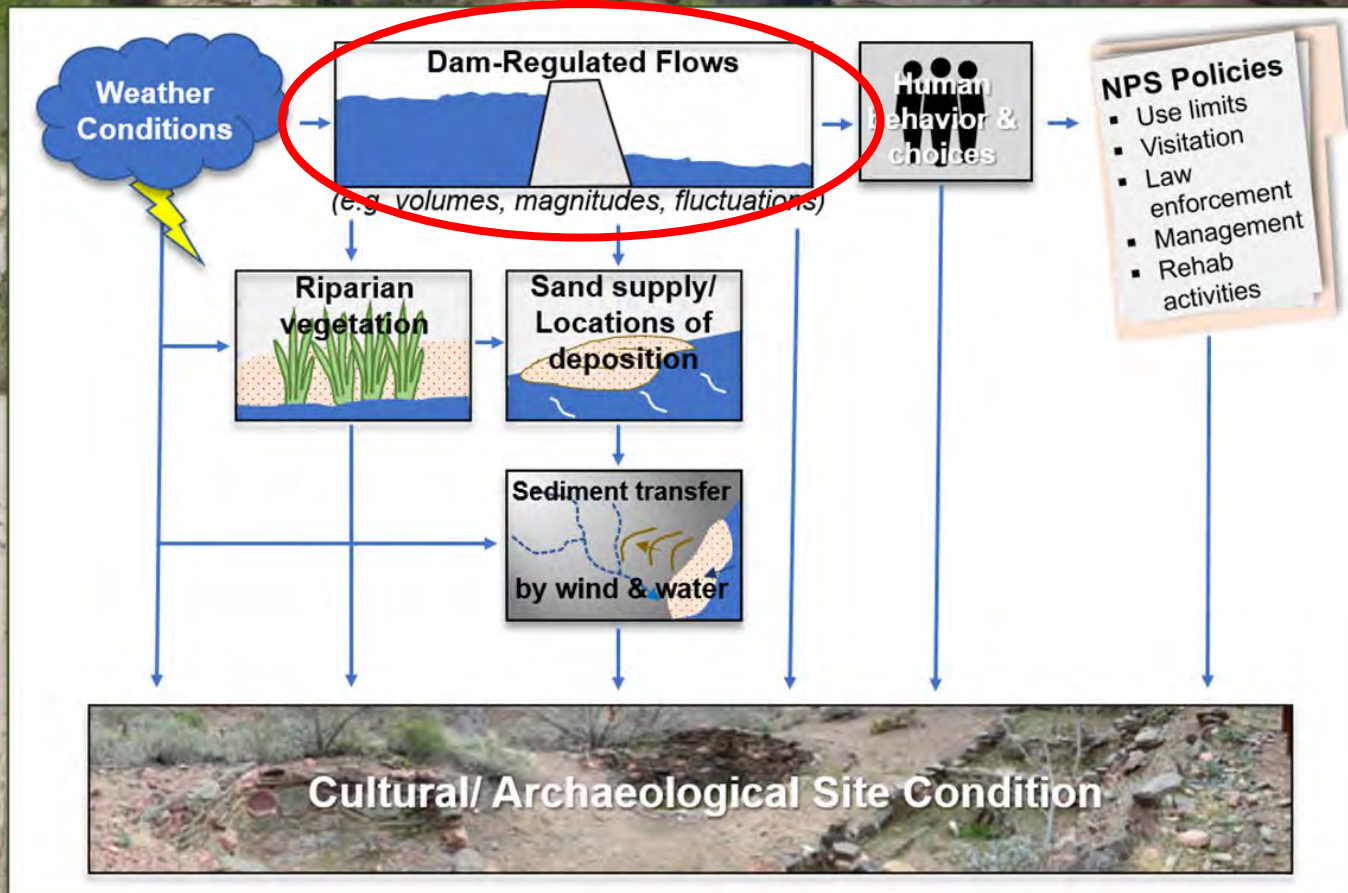 Weather
Conditions
Dam-Regulated Flows
(e.g. volumes, magnitudes, fluctuations)
Human
behavior &
choices
NPS Policies
▪ Use limits
▪ Visitation
▪ Law
enforcement
▪ Management
▪ Rehab
activities
Riparian
vegetation
Sand supply/
Locations of
deposition
Sediment transfer
by wind & water
Cultural/ Archaeological Site Condition